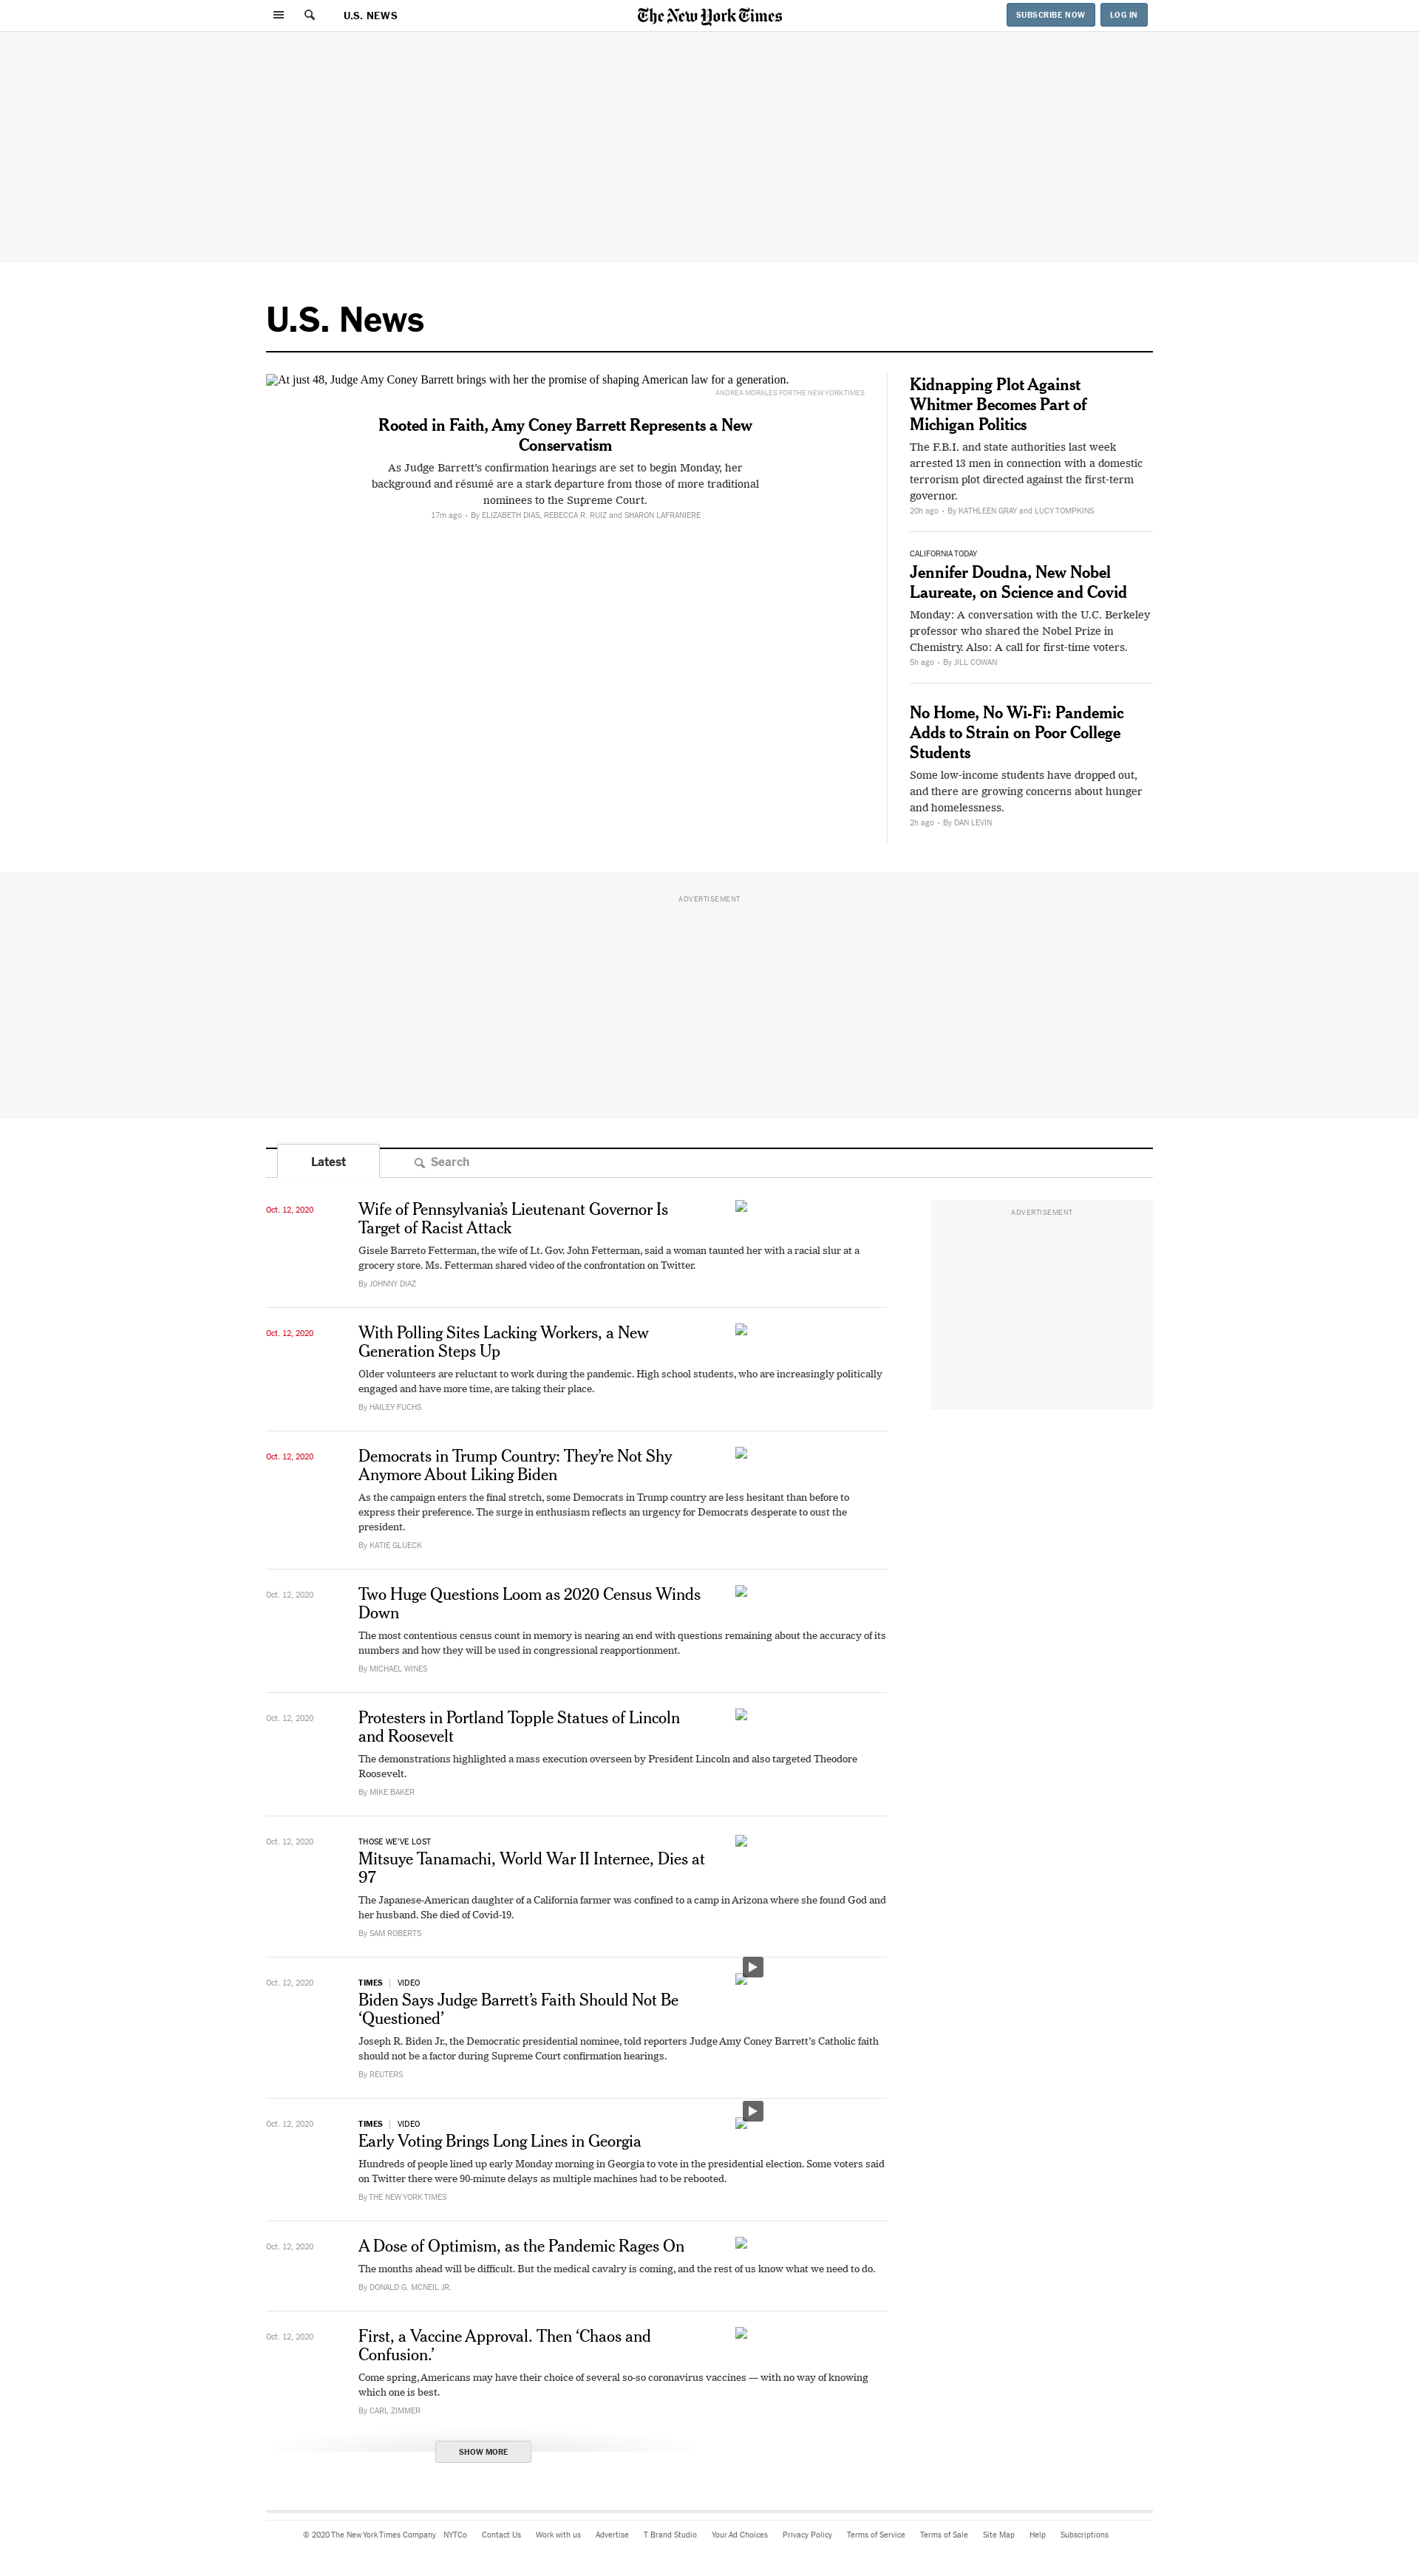 U.S. NEWS
The New York Times
SUBSCRIBE NOW
LOG IN
U.S. News
At just 48, Judge Amy Coney Barrett brings with her the promise of shaping American law for a generation.
ANDREA MORALES FOR THE NEW YORK TIMES
Rooted in Faith, Amy Coney Barrett Represents a New
Conservatism
As Judge Barrett’s confirmation hearings are set to begin Monday, her
background and résumé are a stark departure from those of more traditional
nominees to the Supreme Court.
17m ago • By ELIZABETH DIAS, REBECCA R. RUIZ and SHARON LAFRANIERE
Kidnapping Plot Against
Whitmer Becomes Part of
Michigan Politics
The F.B.I. and state authorities last week
arrested 13 men in connection with a domestic
terrorism plot directed against the first-term
governor.
20h ago • By KATHLEEN GRAY and LUCY TOMPKINS
CALIFORNIA TODAY
Jennifer Doudna, New Nobel
Laureate, on Science and Covid
Monday: A conversation with the U.C. Berkeley
professor who shared the Nobel Prize in
Chemistry. Also: A call for first-time voters.
5h ago • By JILL COWAN
No Home, No Wi-Fi: Pandemic
Adds to Strain on Poor College
Students
Some low-income students have dropped out,
and there are growing concerns about hunger
and homelessness.
2h ago • By DAN LEVIN
ADVERTISEMENT
Latest
Search
ADVERTISEMENT
Oct. 12, 2020
Wife of Pennsylvania’s Lieutenant Governor Is
Target of Racist Attack
Gisele Barreto Fetterman, the wife of Lt. Gov. John Fetterman, said a woman taunted her with a racial slur at a
grocery store. Ms. Fetterman shared video of the confrontation on Twitter.
By JOHNNY DIAZ
Oct. 12, 2020
With Polling Sites Lacking Workers, a New
Generation Steps Up
Older volunteers are reluctant to work during the pandemic. High school students, who are increasingly politically
engaged and have more time, are taking their place.
By HAILEY FUCHS
Oct. 12, 2020
Democrats in Trump Country: They’re Not Shy
Anymore About Liking Biden
As the campaign enters the final stretch, some Democrats in Trump country are less hesitant than before to
express their preference. The surge in enthusiasm reflects an urgency for Democrats desperate to oust the
president.
By KATIE GLUECK
Oct. 12, 2020
Two Huge Questions Loom as 2020 Census Winds
Down
The most contentious census count in memory is nearing an end with questions remaining about the accuracy of its
numbers and how they will be used in congressional reapportionment.
By MICHAEL WINES
Oct. 12, 2020
Protesters in Portland Topple Statues of Lincoln
and Roosevelt
The demonstrations highlighted a mass execution overseen by President Lincoln and also targeted Theodore
Roosevelt.
By MIKE BAKER
Oct. 12, 2020
THOSE WE’VE LOST
Mitsuye Tanamachi, World War II Internee, Dies at
97
The Japanese-American daughter of a California farmer was confined to a camp in Arizona where she found God and
her husband. She died of Covid-19.
By SAM ROBERTS
Oct. 12, 2020
TIMES | VIDEO
Biden Says Judge Barrett’s Faith Should Not Be
‘Questioned’
Joseph R. Biden Jr., the Democratic presidential nominee, told reporters Judge Amy Coney Barrett’s Catholic faith
should not be a factor during Supreme Court confirmation hearings.
By REUTERS
Oct. 12, 2020
TIMES | VIDEO
Early Voting Brings Long Lines in Georgia
Hundreds of people lined up early Monday morning in Georgia to vote in the presidential election. Some voters said
on Twitter there were 90-minute delays as multiple machines had to be rebooted.
By THE NEW YORK TIMES
Oct. 12, 2020
A Dose of Optimism, as the Pandemic Rages On
The months ahead will be difficult. But the medical cavalry is coming, and the rest of us know what we need to do.
By DONALD G. MCNEIL JR.
Oct. 12, 2020
First, a Vaccine Approval. Then ‘Chaos and
Confusion.’
Come spring, Americans may have their choice of several so-so coronavirus vaccines — with no way of knowing
which one is best.
By CARL ZIMMER
SHOW MORE
© 2020 The New York Times Company NYTCo Contact Us Work with us Advertise T Brand Studio Your Ad Choices Privacy Policy Terms of Service Terms of Sale Site Map Help Subscriptions